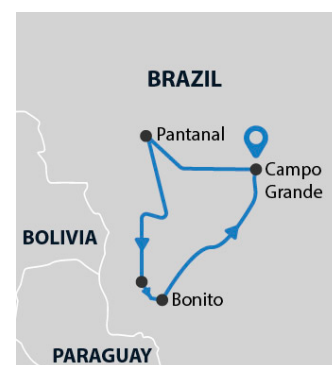 BRAZIL
Pantanal
Campo
Grande
BOLIVIA
Bonito
PARAGUAY